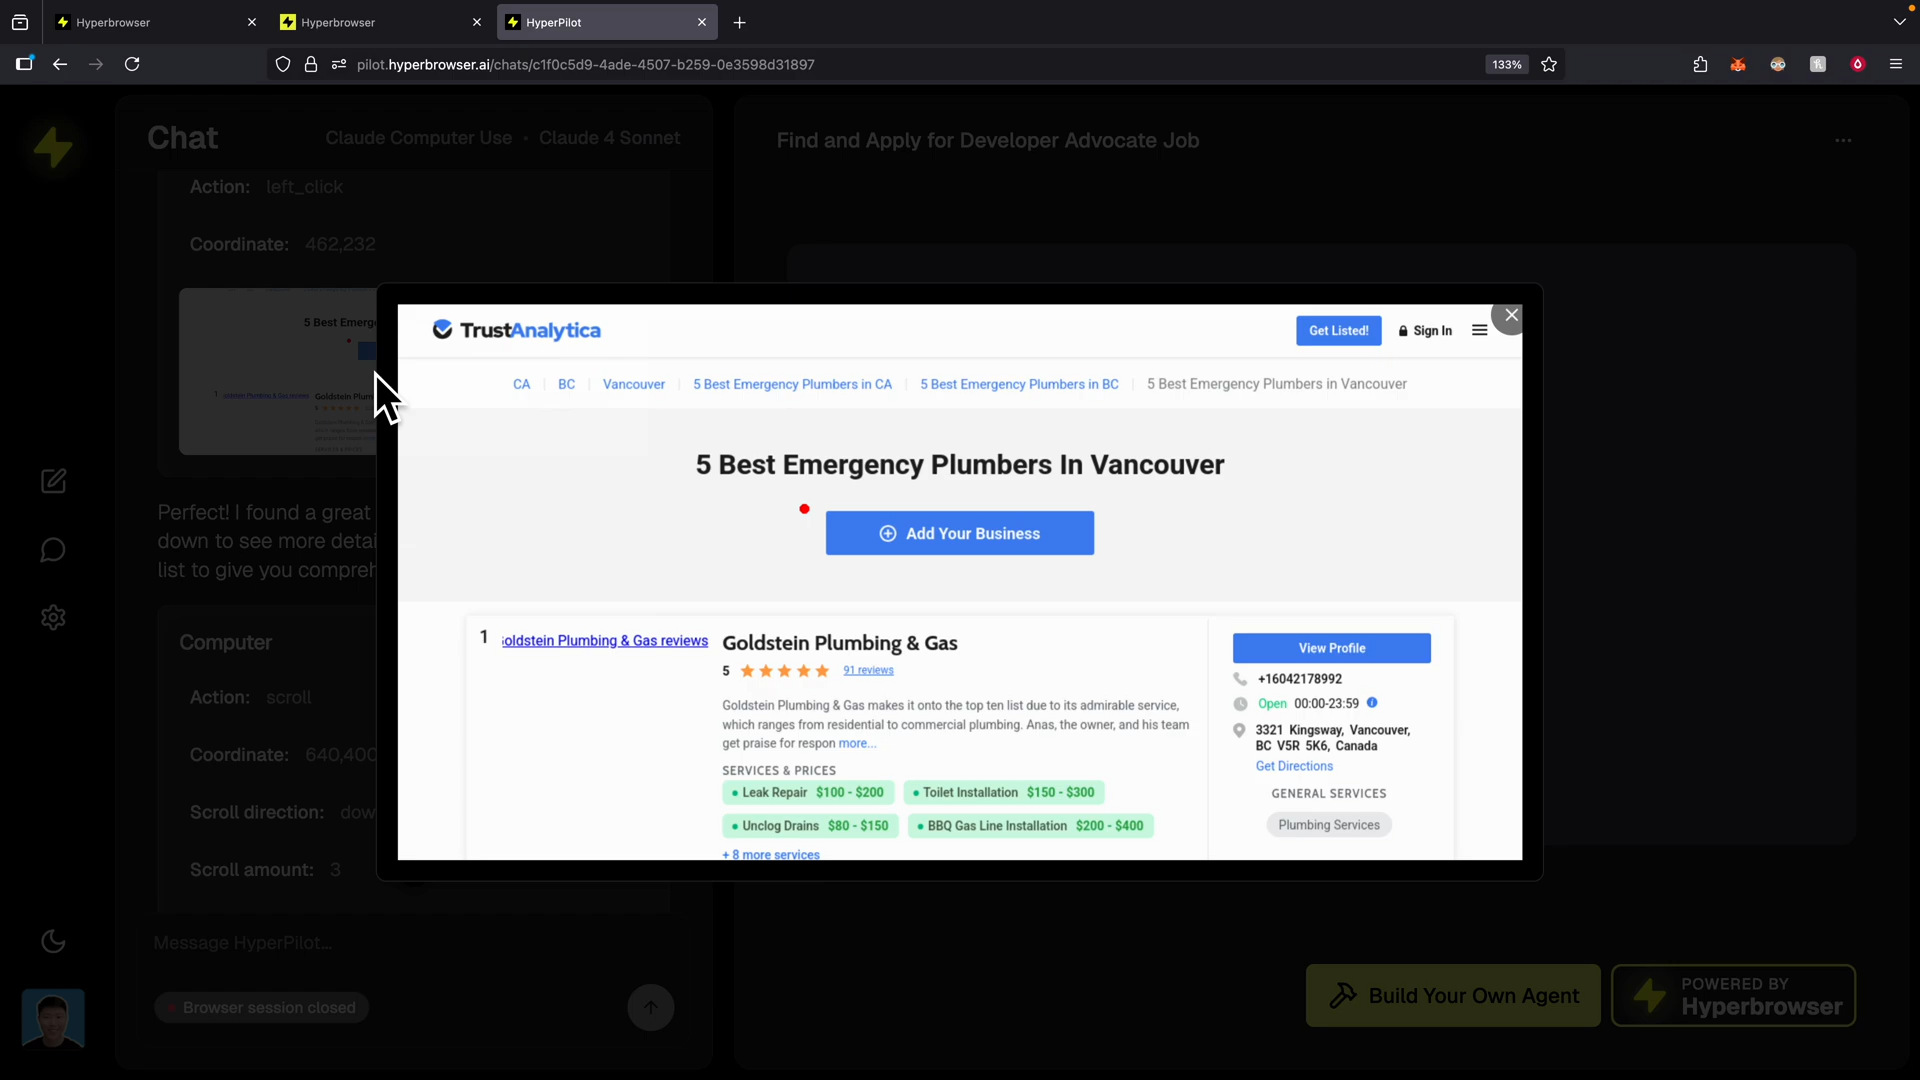 Hyperbrowser
Hyperbrowser
HyperPilot
pilot.hyperbrowser.ai/chats/c1f0c5d9-4ade-4507-b259-0e3598d31897
133%
Chat
Claude Computer Use • Claude 4 Sonnet
Action: left_click
Coordinate: 462,232
5 Best Emerg
1
Goldstein Plumbing & Gas reviews
Goldstein Plum
Perfect! I found a great
down to see more detai
list to give you compreh
Computer
Action: scroll
Coordinate: 640,400
Scroll direction: dow
Scroll amount: 3
Message HyperPilot...
Browser session closed
Find and Apply for Developer Advocate Job
TrustAnalytica
Get Listed!
Sign In
CA
BC
Vancouver
5 Best Emergency Plumbers in CA
5 Best Emergency Plumbers in BC
5 Best Emergency Plumbers in Vancouver
5 Best Emergency Plumbers In Vancouver
Add Your Business
1
oldstein Plumbing & Gas reviews
Goldstein Plumbing & Gas
5
91 reviews
Goldstein Plumbing & Gas makes it onto the top ten list due to its admirable service,
which ranges from residential to commercial plumbing. Anas, the owner, and his team
get praise for respon more...
SERVICES & PRICES
Leak Repair $100 - $200
Toilet Installation $150 - $300
Unclog Drains $80 - $150
BBQ Gas Line Installation $200 - $400
+ 8 more services
View Profile
+16042178992
Open 00:00-23:59
3321 Kingsway, Vancouver,
BC V5R 5K6, Canada
Get Directions
GENERAL SERVICES
Plumbing Services
Build Your Own Agent
POWERED BY
Hyperbrowser